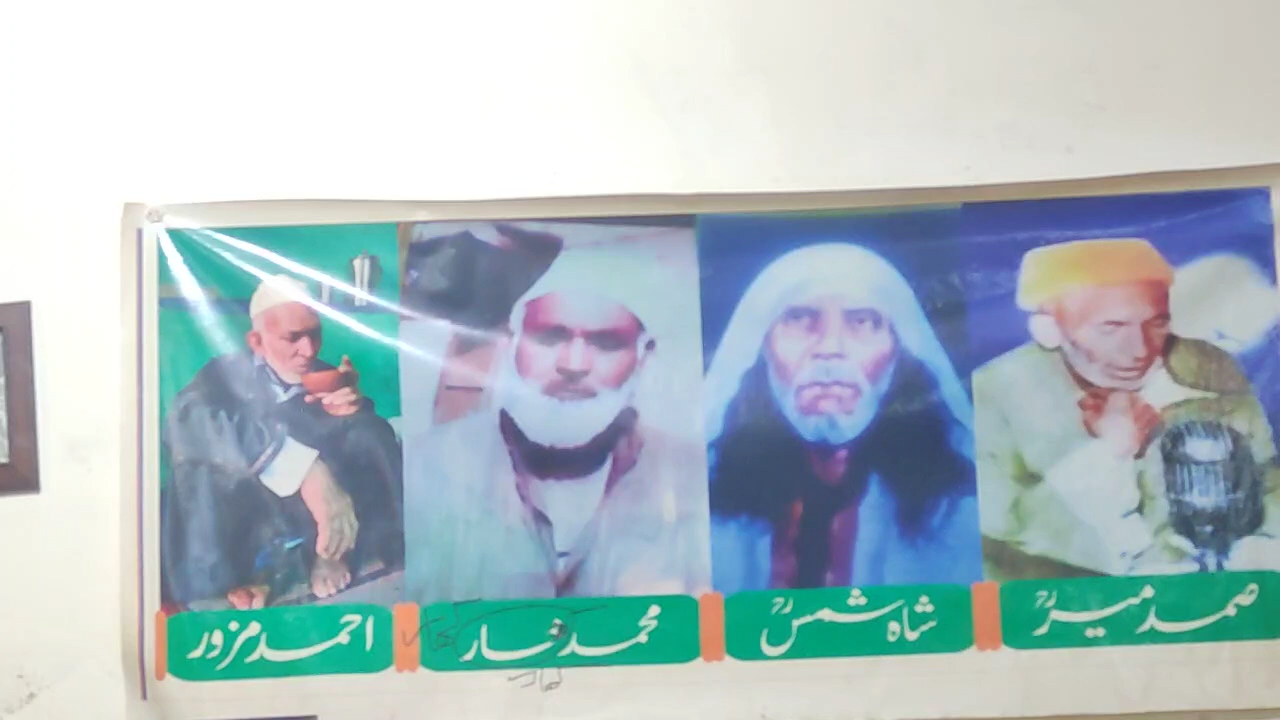 صمد میرؒ
شاہ شمسؒ
محمد
احمد مزور